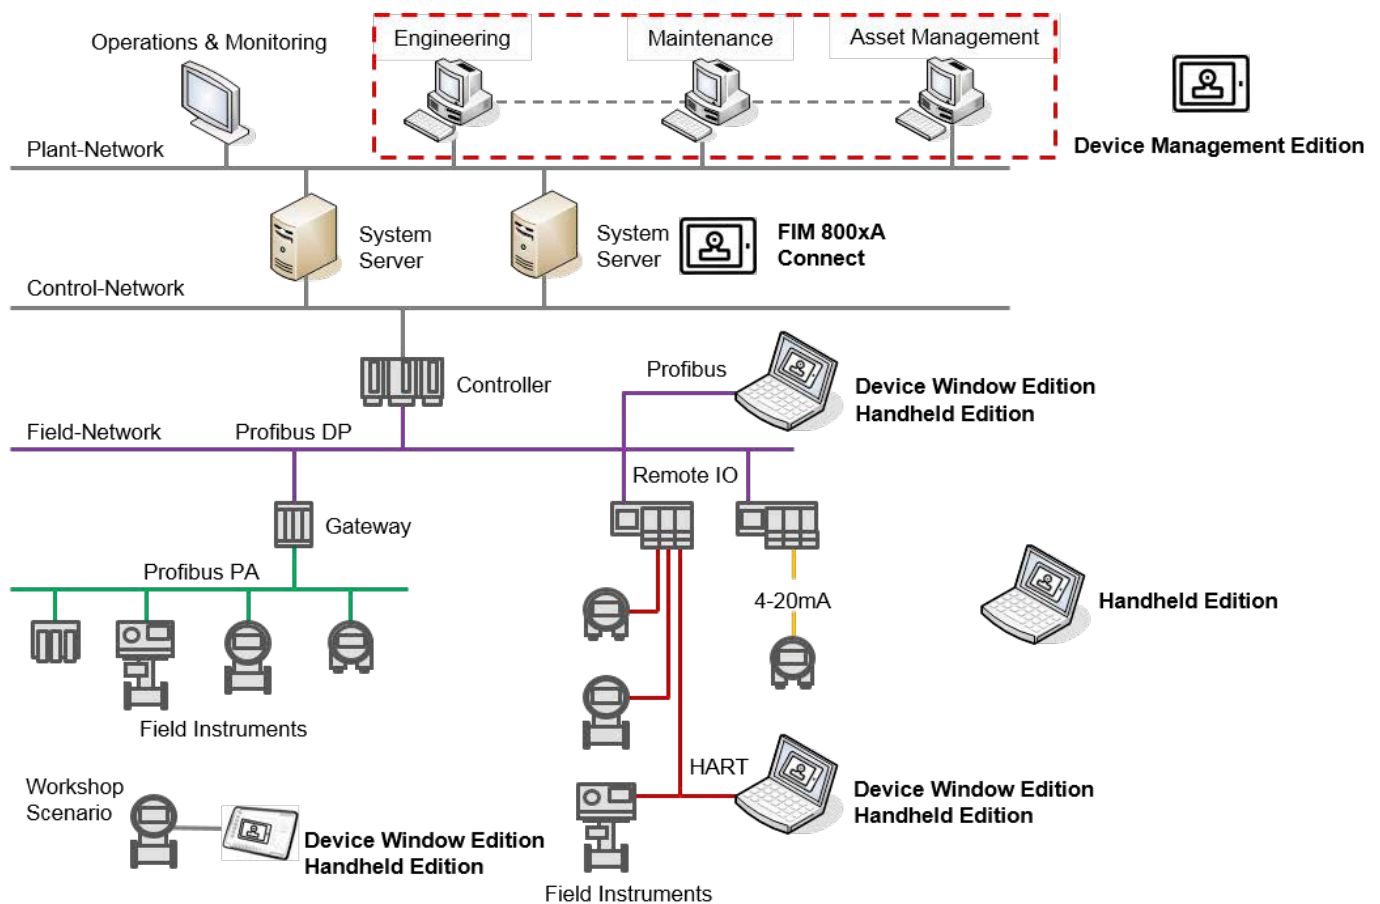 Operations & Monitoring
Engineering
Maintenance
Asset Management
Device Management Edition
Plant-Network
System
Server
System
Server
FIM 800xA
Connect
Control-Network
Controller
Profibus
Device Window Edition
Handheld Edition
Field-Network
Profibus DP
Remote IO
Gateway
Profibus PA
4-20mA
Handheld Edition
Field Instruments
HART
Device Window Edition
Handheld Edition
Workshop
Scenario
Device Window Edition
Handheld Edition
Field Instruments